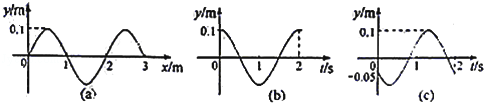 y/m
0.1
0 1 2 3 x/m
(a)
y/m
0.1
0 1 2 t/s
(b)
y/m
0.1
0 1 2 t/s
-0.05
(c)